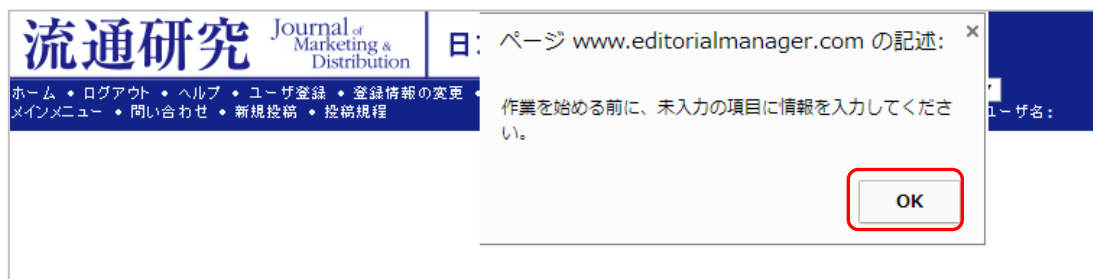 流通研究
Journal of
Marketing &
Distribution
日
ホーム ● ログアウト ● ヘルプ ● ユーザ登録 ● 登録情報の変更 ●
メインメニュー ● 問い合わせ ● 新規投稿 ● 投稿規程
ページ www.editorialmanager.com の記述:
×
作業を始める前に、未入力の項目に情報を入力してくださ
い。
OK
ユーザ名: